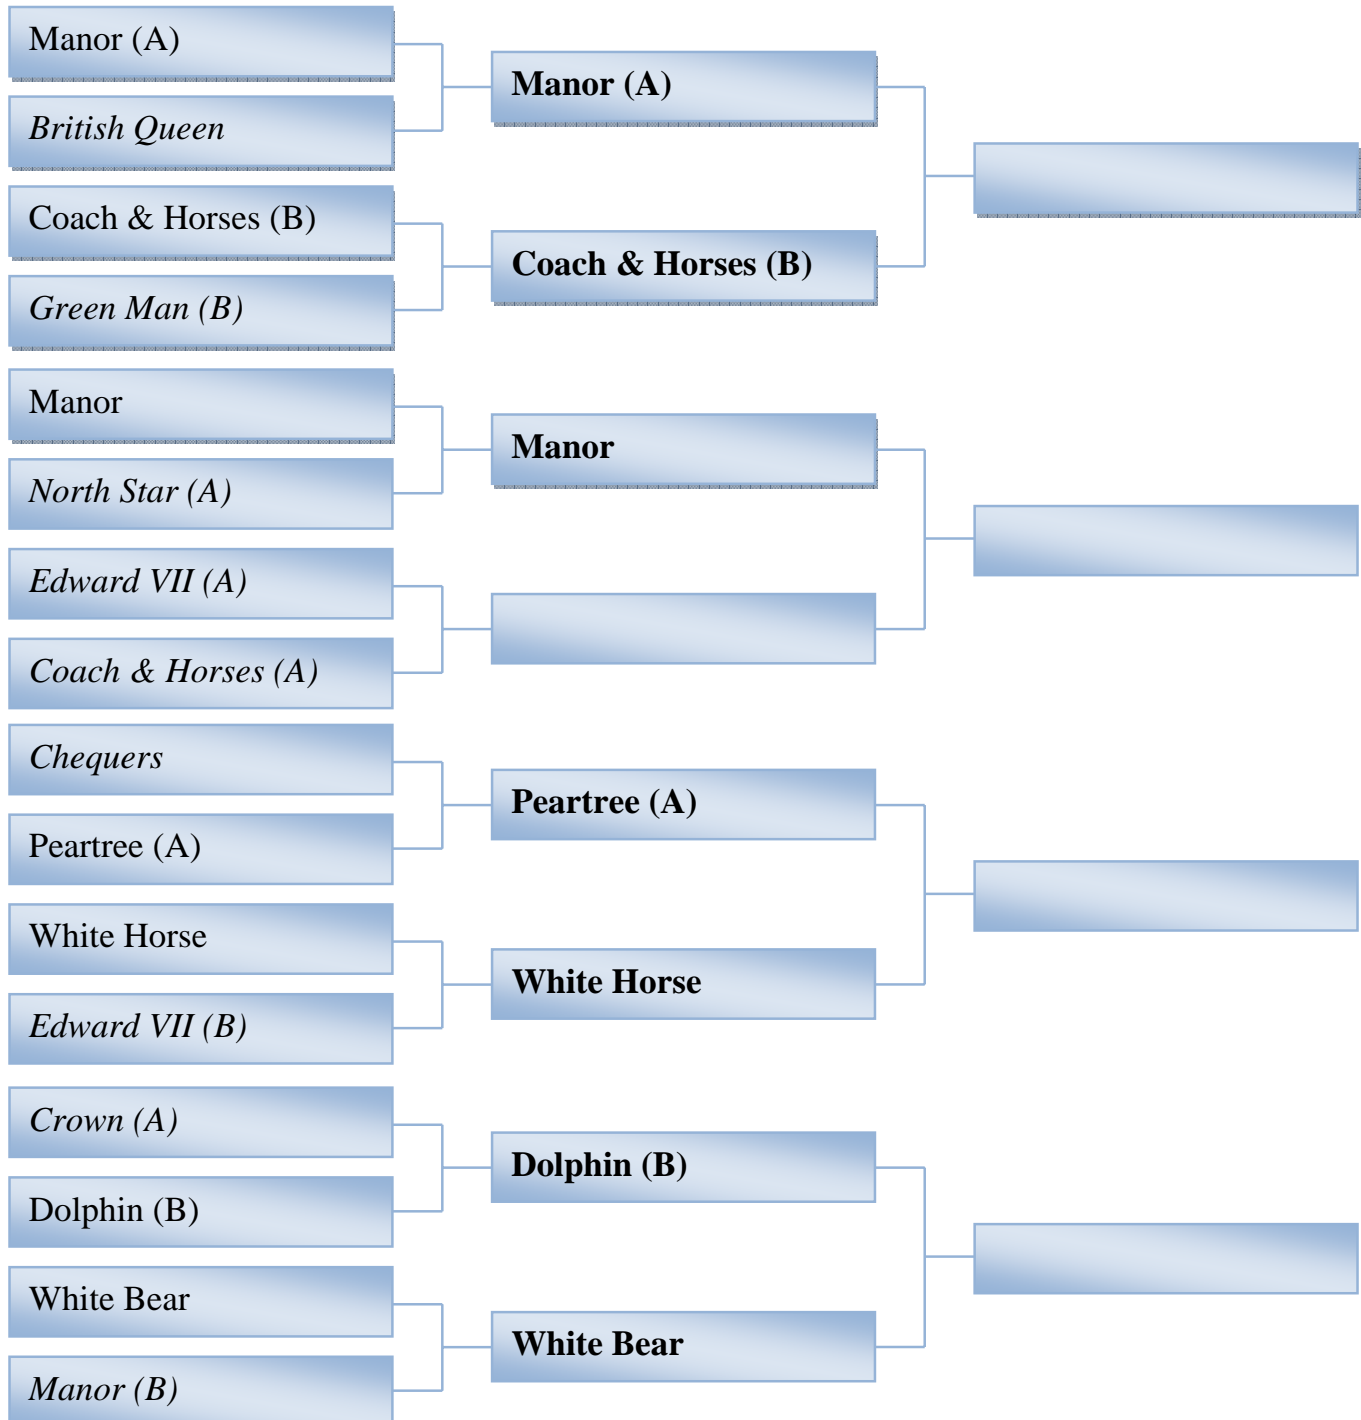 Manor (A)
British Queen
Coach & Horses (B)
Green Man (B)
Manor
North Star (A)
Edward VII (A)
Coach & Horses (A)
Chequers
Peartree (A)
White Horse
Edward VII (B)
Crown (A)
Dolphin (B)
White Bear
Manor (B)
Manor (A)
Coach & Horses (B)
Manor
Peartree (A)
White Horse
Dolphin (B)
White Bear